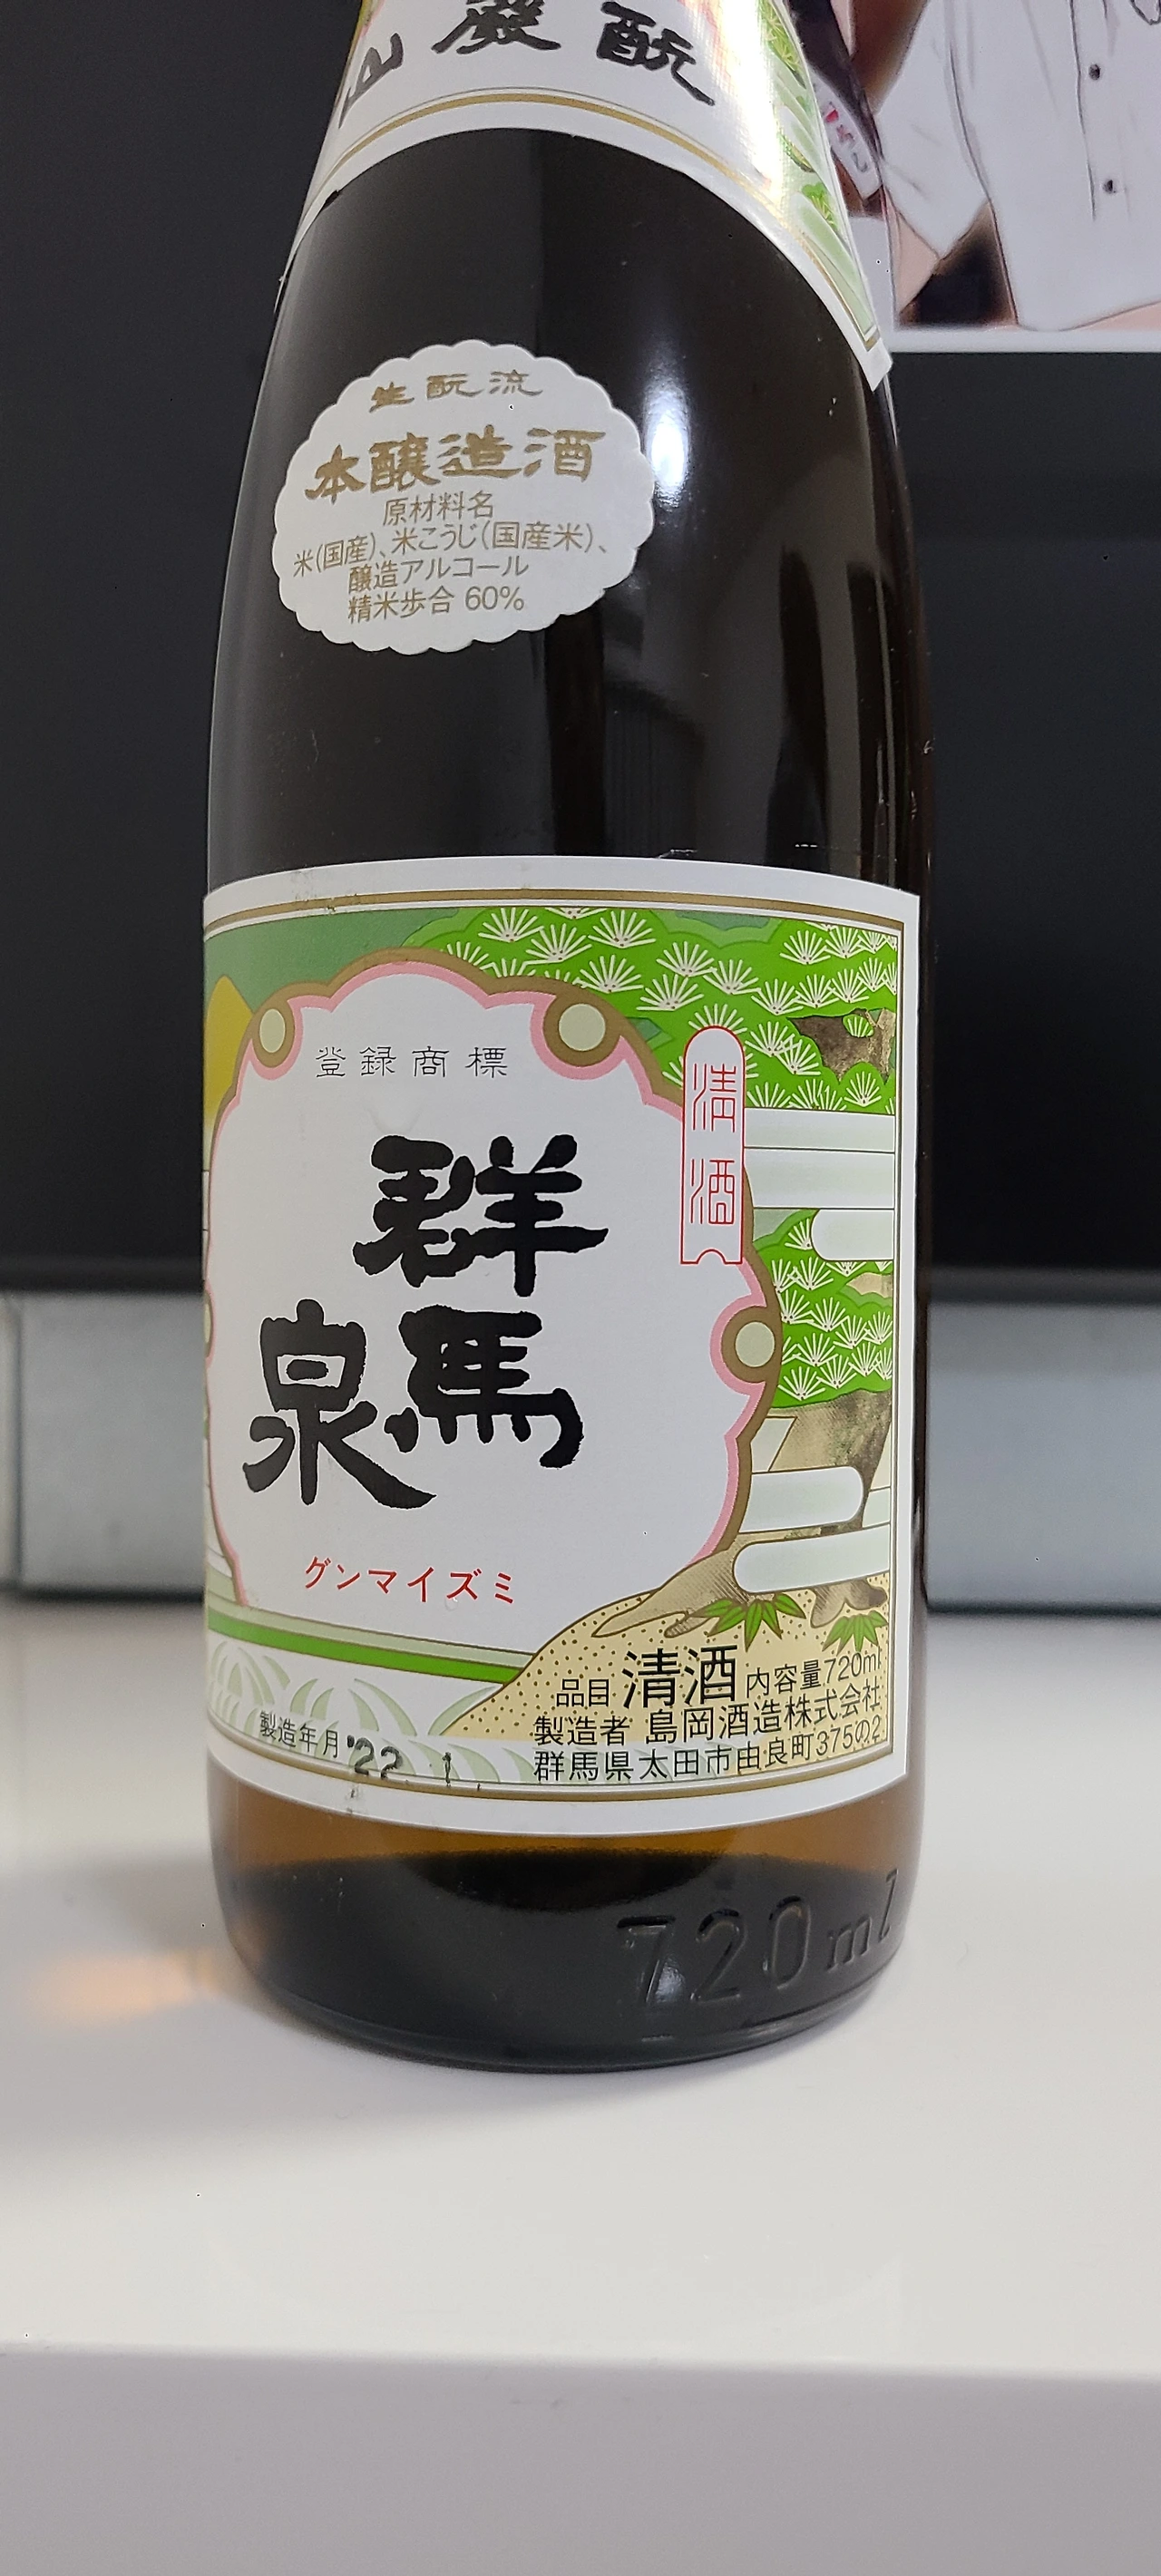 廃酛
生酛流
本醸造酒
原材料名
米(国産)、米こうじ(国産米)、
醸造アルコール
精米歩合 60%
登録商標
清酒
群馬
泉
グンマイズミ
品目 清酒 内容量720ml
製造者 島岡酒造株式会社
群馬県太田市由良町375の2
製造年月 '22. 1.
720ml